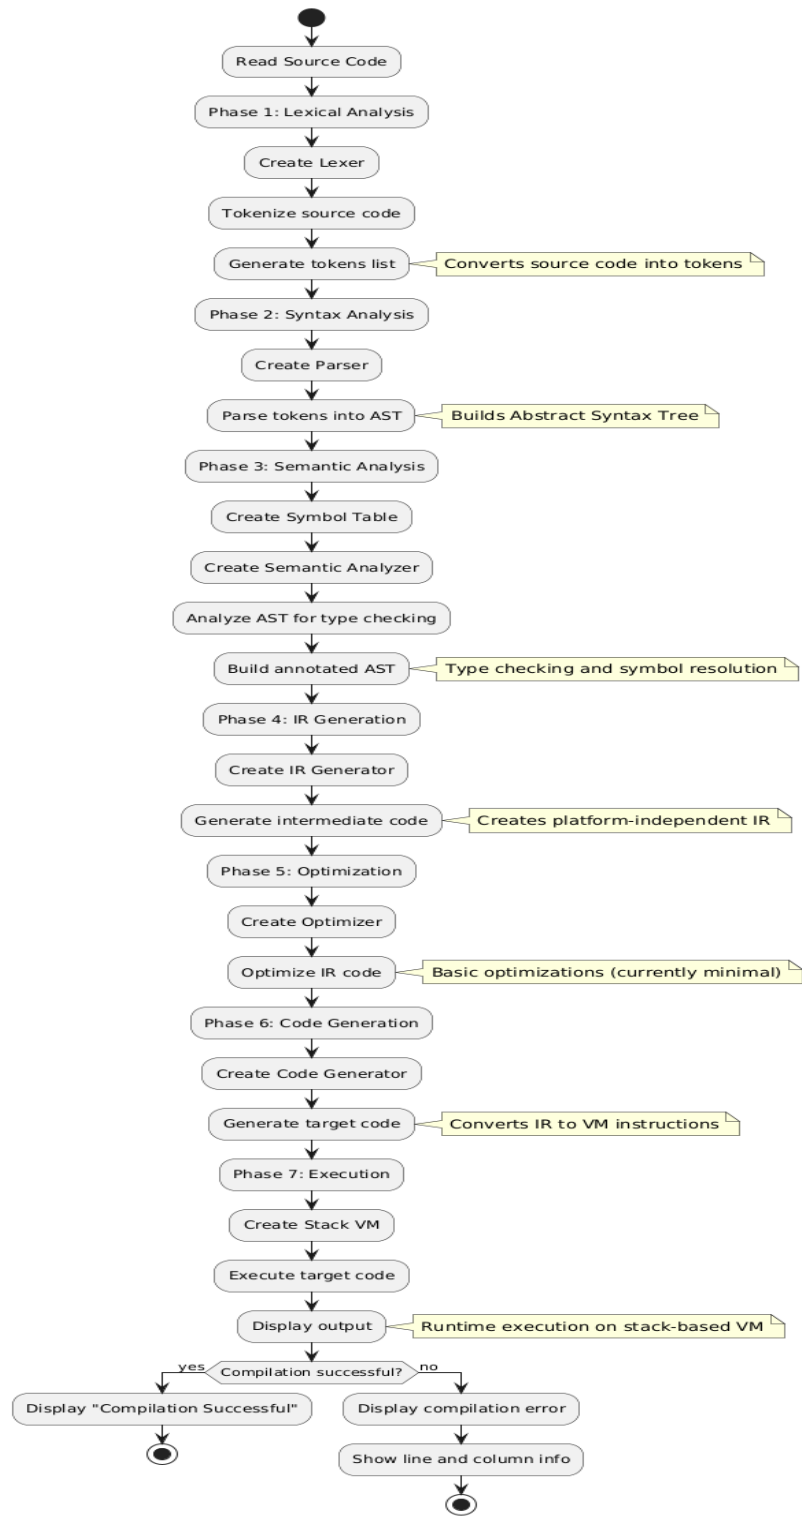 Read Source Code
Phase 1: Lexical Analysis
Create Lexer
Tokenize source code
Generate tokens list
Converts source code into tokens
Phase 2: Syntax Analysis
Create Parser
Parse tokens into AST
Builds Abstract Syntax Tree
Phase 3: Semantic Analysis
Create Symbol Table
Create Semantic Analyzer
Analyze AST for type checking
Build annotated AST
Type checking and symbol resolution
Phase 4: IR Generation
Create IR Generator
Generate intermediate code
Creates platform-independent IR
Phase 5: Optimization
Create Optimizer
Optimize IR code
Basic optimizations (currently minimal)
Phase 6: Code Generation
Create Code Generator
Generate target code
Converts IR to VM instructions
Phase 7: Execution
Create Stack VM
Execute target code
Display output
Runtime execution on stack-based VM
yes
Compilation successful?
no
Display "Compilation Successful"
Display compilation error
Show line and column info